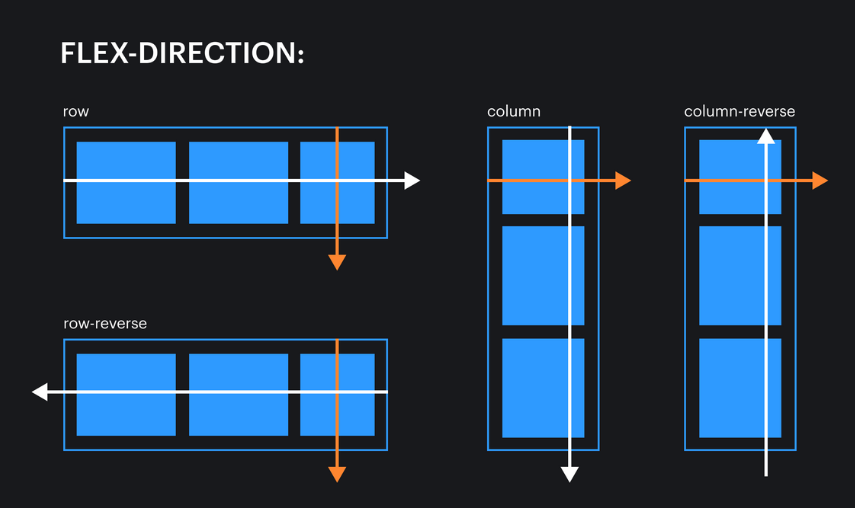 FLEX-DIRECTION:
row
column
column-reverse
row-reverse